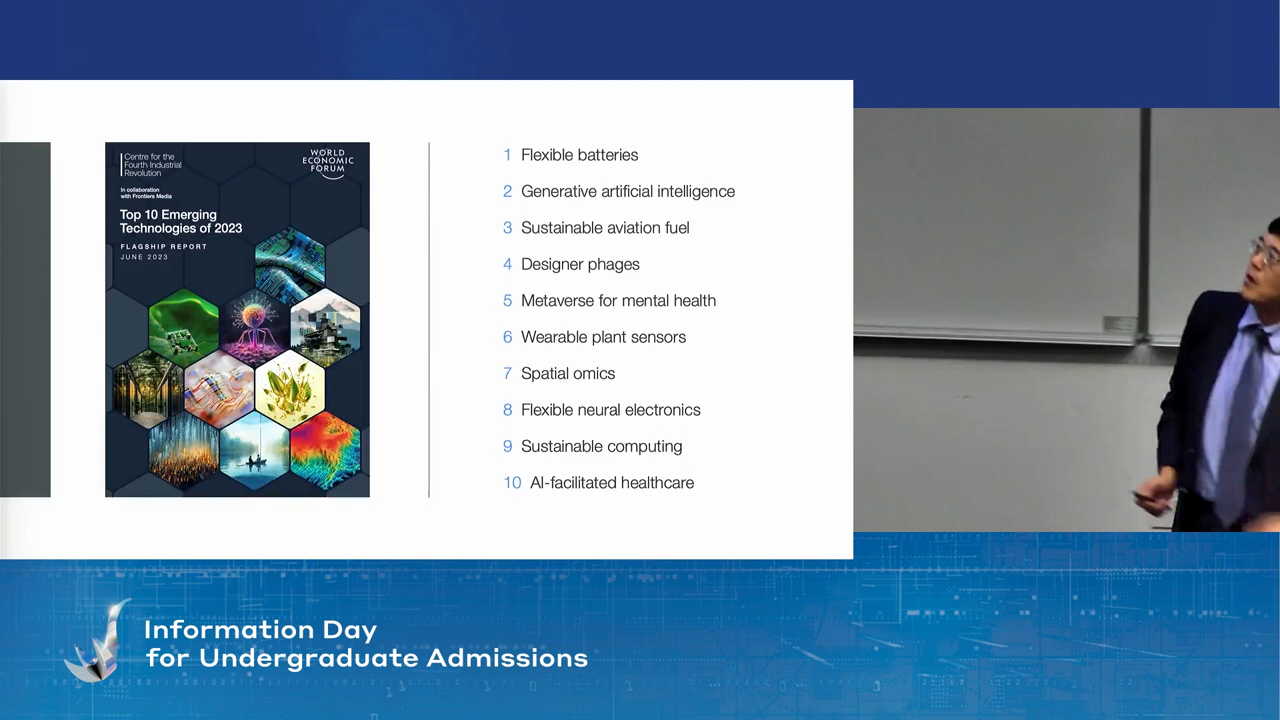 Centre for the
Fourth Industrial
Revolution
WORLD
ECONOMIC
FORUM
In collaboration
with Frontiers Media
Top 10 Emerging
Technologies of 2023
FLAGSHIP REPORT
JUNE 2023
1 Flexible batteries
2 Generative artificial intelligence
3 Sustainable aviation fuel
4 Designer phages
5 Metaverse for mental health
6 Wearable plant sensors
7 Spatial omics
8 Flexible neural electronics
9 Sustainable computing
10 AI-facilitated healthcare
Information Day
for Undergraduate Admissions